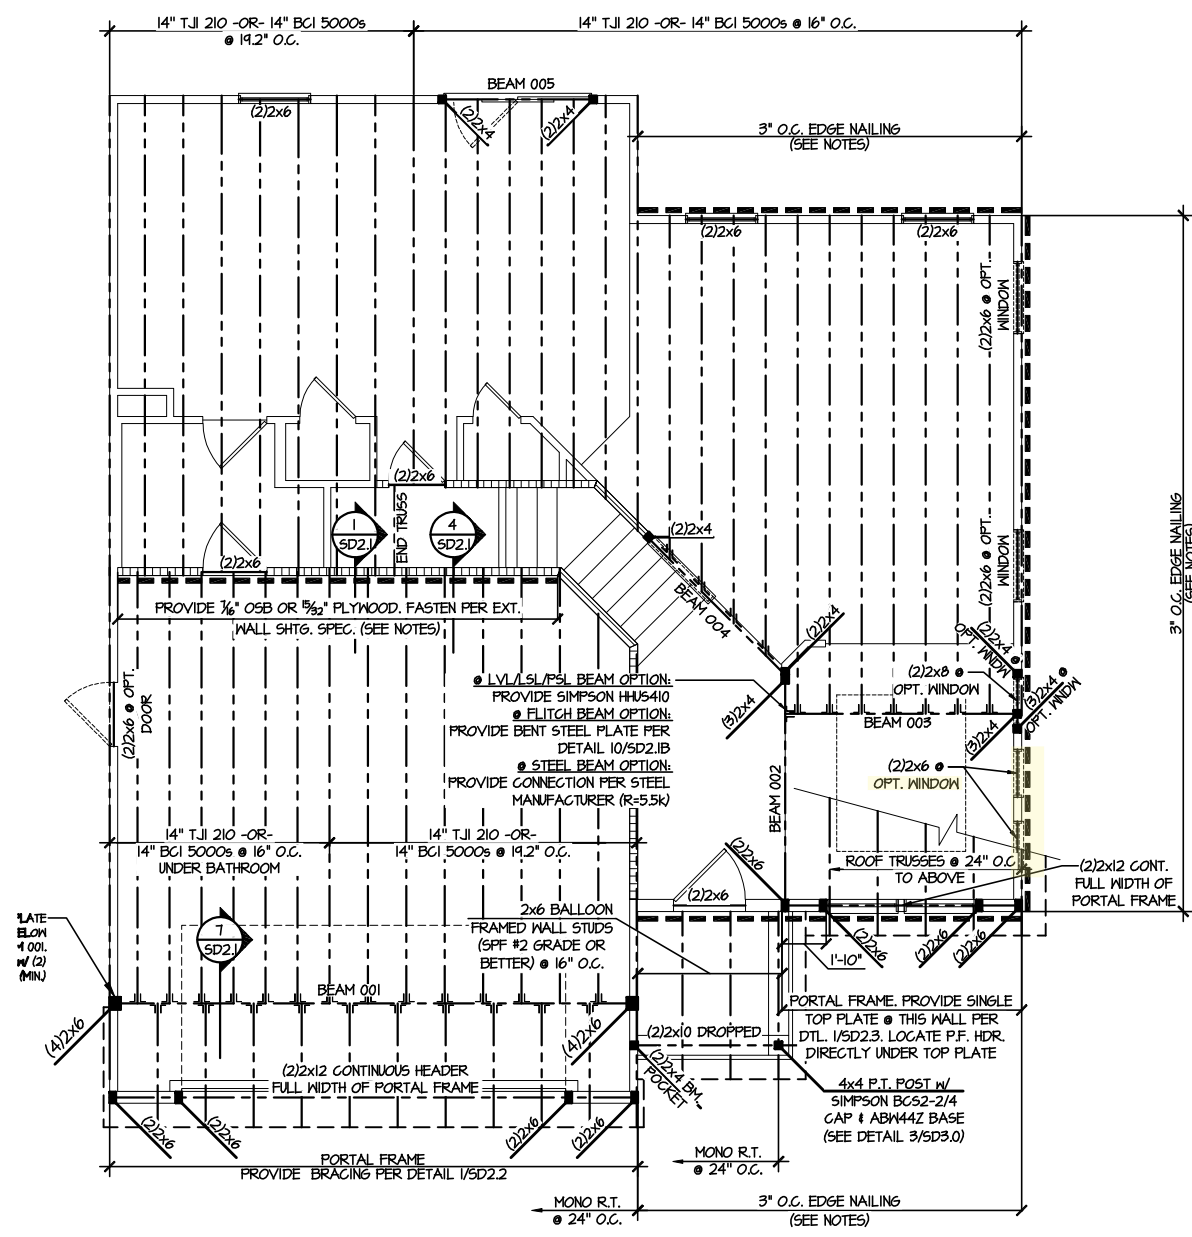 14" TJI 210 -OR- 14" BCI 5000s
@ 19.2" O.C.
14" TJI 210 -OR- 14" BCI 5000s @ 16" O.C.
BEAM 005
(2)2x6
(2)2x4
(2)2x4
3" O.C. EDGE NAILING
(SEE NOTES)
(2)2x6
(2)2x6
(2)2x6 @ OPT.
WINDOW
(2)2x6
END TRUSS
1
SD2.1
4
SD2.1
(2)2x4
(2)2x6 @ OPT.
WINDOW
3" O.C. EDGE NAILING
(SEE NOTES)
(2)2x6
BEAM 004
PROVIDE 7/16" OSB OR 15/32" PLYWOOD. FASTEN PER EXT.
WALL SHTG. SPEC. (SEE NOTES)
(2)2x4
(2)2x4 @
OPT. WNDW
(2)2x8 @
OPT. WINDOW
(3)2x4 @
OPT. WNDW
(2)2x6 @ OPT.
DOOR
@ LVL/LSL/PSL BEAM OPTION:
PROVIDE SIMPSON HHUS410
@ FLITCH BEAM OPTION:
PROVIDE BENT STEEL PLATE PER
DETAIL 10/SD2.1B
@ STEEL BEAM OPTION:
PROVIDE CONNECTION PER STEEL
MANUFACTURER (R=5.5k)
(3)2x4
BEAM 003
(3)2x4
BEAM 002
(2)2x6 @
OPT. WINDOW
14" TJI 210 -OR-
14" BCI 5000s @ 16" O.C.
UNDER BATHROOM
14" TJI 210 -OR-
14" BCI 5000s @ 19.2" O.C.
(2)2x6
(2)2x6
ROOF TRUSSES @ 24" O.C.
TO ABOVE
(2)2x12 CONT.
FULL WIDTH OF
PORTAL FRAME
2x6 BALLOON
FRAMED WALL STUDS
(SPF #2 GRADE OR
BETTER) @ 16" O.C.
(2)2x6
(2)2x6
(2)2x6
1'-10"
LATE
ELOW
1 001.
W/ (2)
(MIN.)
7
SD2.1
BEAM 001
(4)2x6
(4)2x6
PORTAL FRAME. PROVIDE SINGLE
TOP PLATE @ THIS WALL PER
DTL. 1/SD2.3. LOCATE P.F. HDR.
DIRECTLY UNDER TOP PLATE
(2)2x10 DROPPED
(2)2x4 BM.
POCKET
(2)2x12 CONTINUOUS HEADER
FULL WIDTH OF PORTAL FRAME
4x4 P.T. POST W/
SIMPSON BCS2-2/4
CAP & ABW44Z BASE
(SEE DETAIL 3/SD3.0)
(2)2x6
(2)2x6
(2)2x6
(2)2x6
PORTAL FRAME
PROVIDE BRACING PER DETAIL 1/SD2.2
MONO R.T.
@ 24" O.C.
MONO R.T.
@ 24" O.C.
3" O.C. EDGE NAILING
(SEE NOTES)